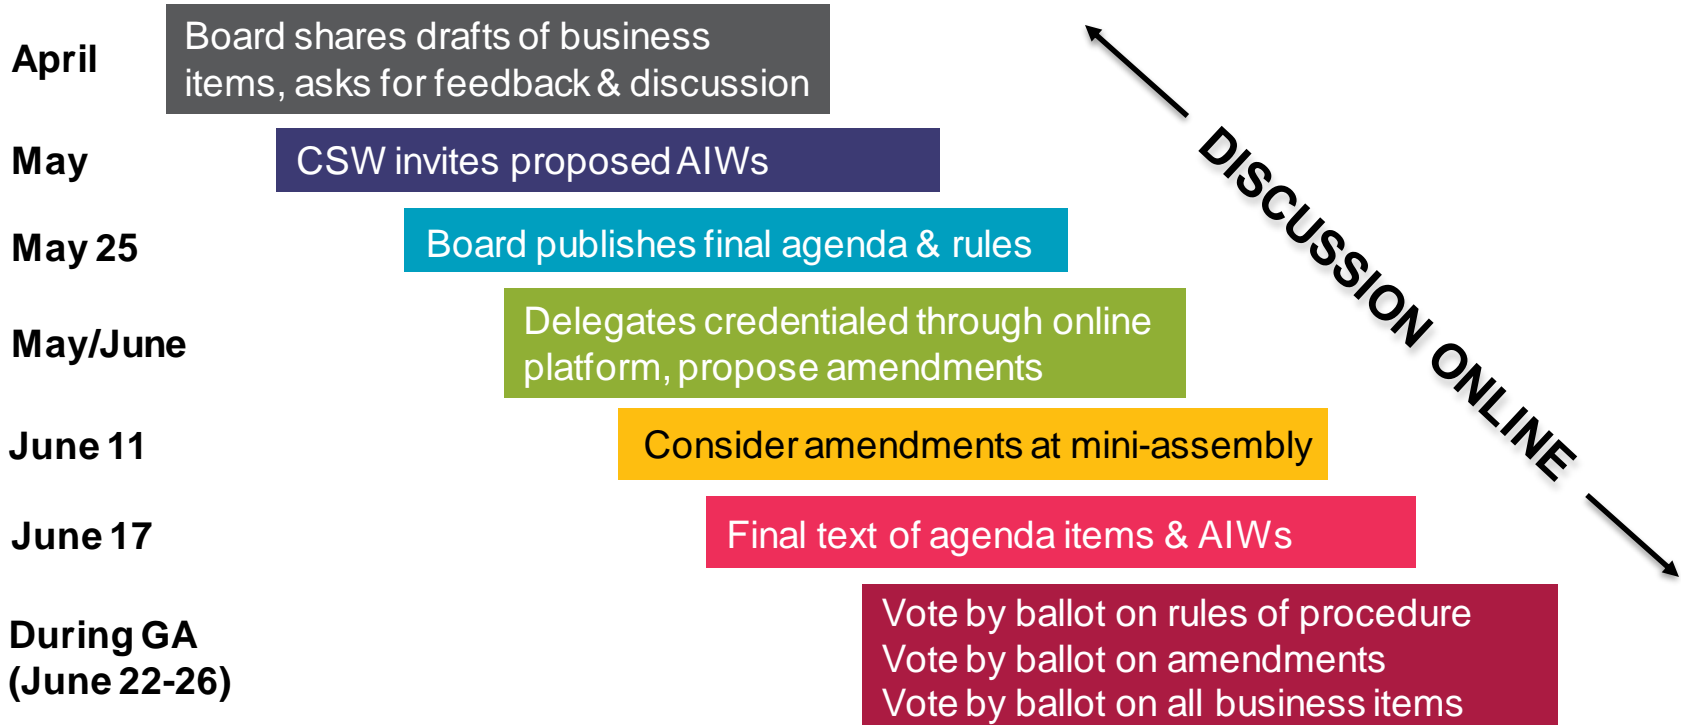 April
Board shares drafts of business
items, asks for feedback & discussion
May
CSW invites proposed AIWs
May 25
Board publishes final agenda & rules
May/June
Delegates credentialed through online
platform, propose amendments
June 11
Consider amendments at mini-assembly
June 17
Final text of agenda items & AIWs
During GA
(June 22-26)
Vote by ballot on rules of procedure
Vote by ballot on amendments
Vote by ballot on all business items
DISCUSSION ONLINE